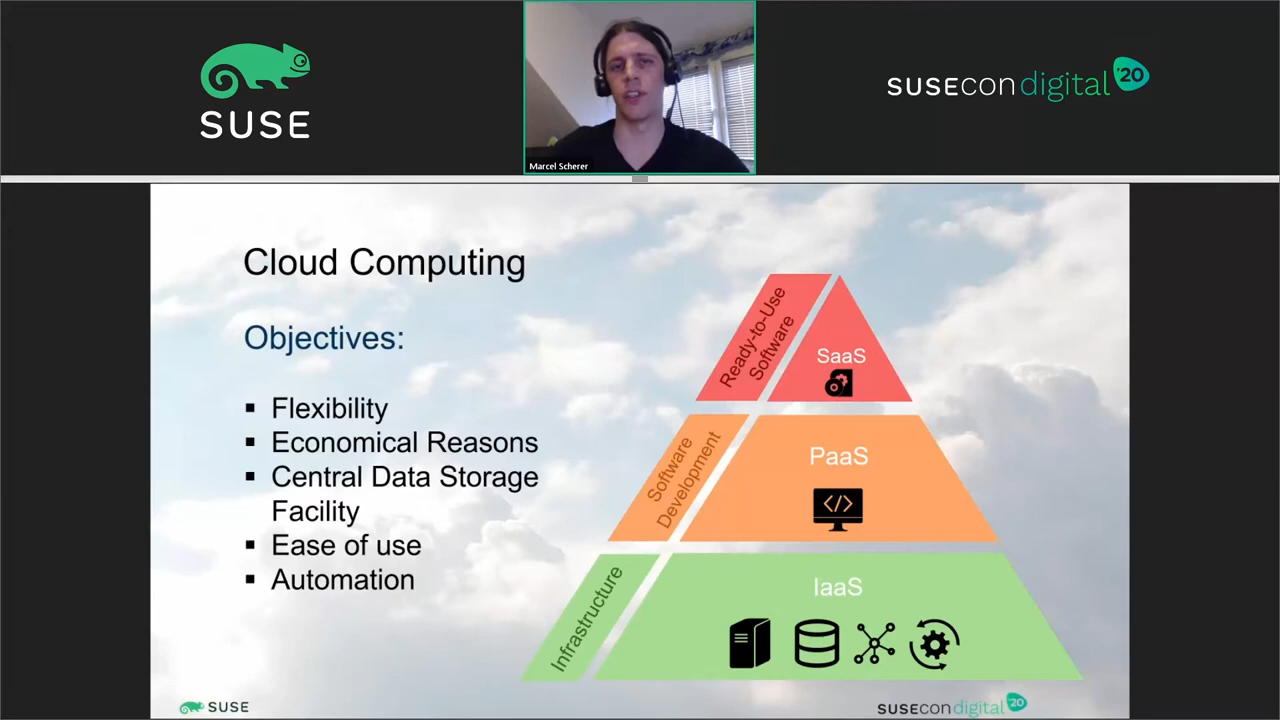 SUSE
SUSECON digital '20
Marcel Scherer
Cloud Computing
Objectives:
▪ Flexibility
▪ Economical Reasons
▪ Central Data Storage
Facility
▪ Ease of use
▪ Automation
Ready-to-Use
Software
SaaS
Software
Development
PaaS
</>
Infrastructure
IaaS
SUSE
SUSECON digital '20